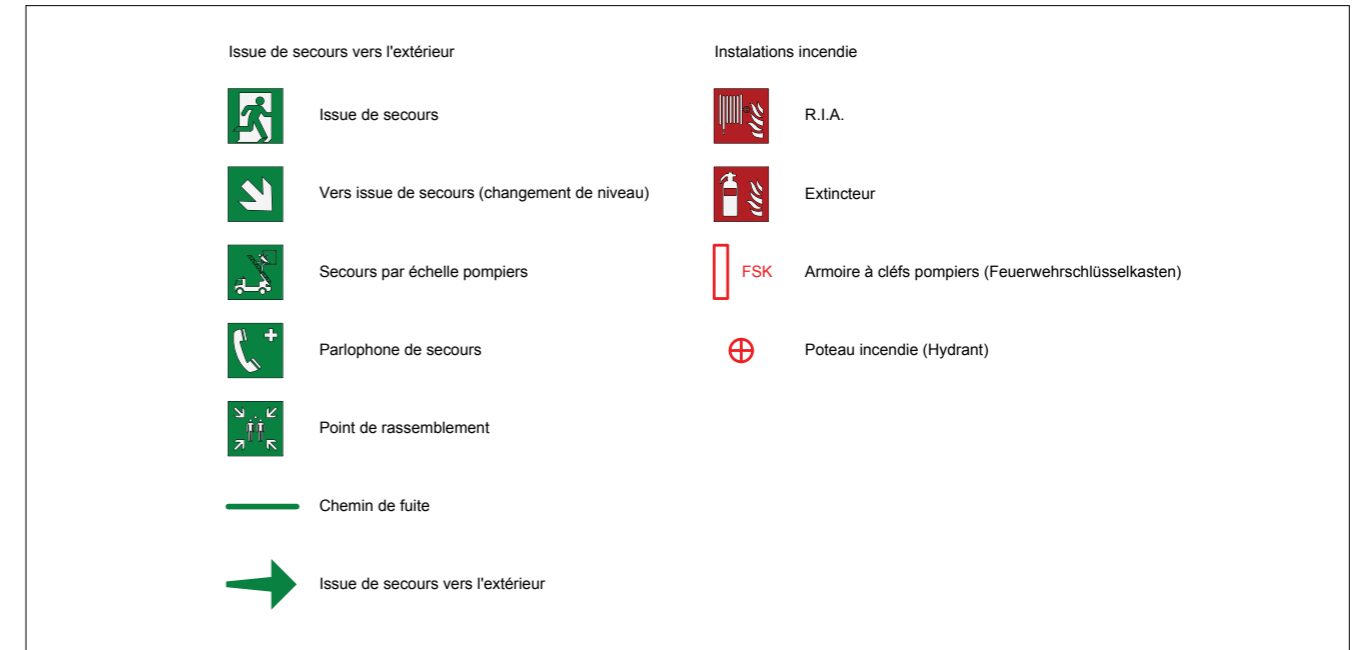 Issue de secours vers l'extérieur
Issue de secours
Vers issue de secours (changement de niveau)
Secours par échelle pompiers
Parlophone de secours
Point de rassemblement
Chemin de fuite
Issue de secours vers l'extérieur
Instalations incendie
R.I.A.
Extincteur
FSK Armoire à cléfs pompiers (Feuerwehrschlüsselkasten)
Poteau incendie (Hydrant)